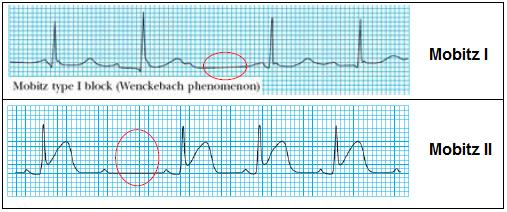 Mobitz I
Mobitz type I block (Wenckebach phenomenon)
Mobitz II